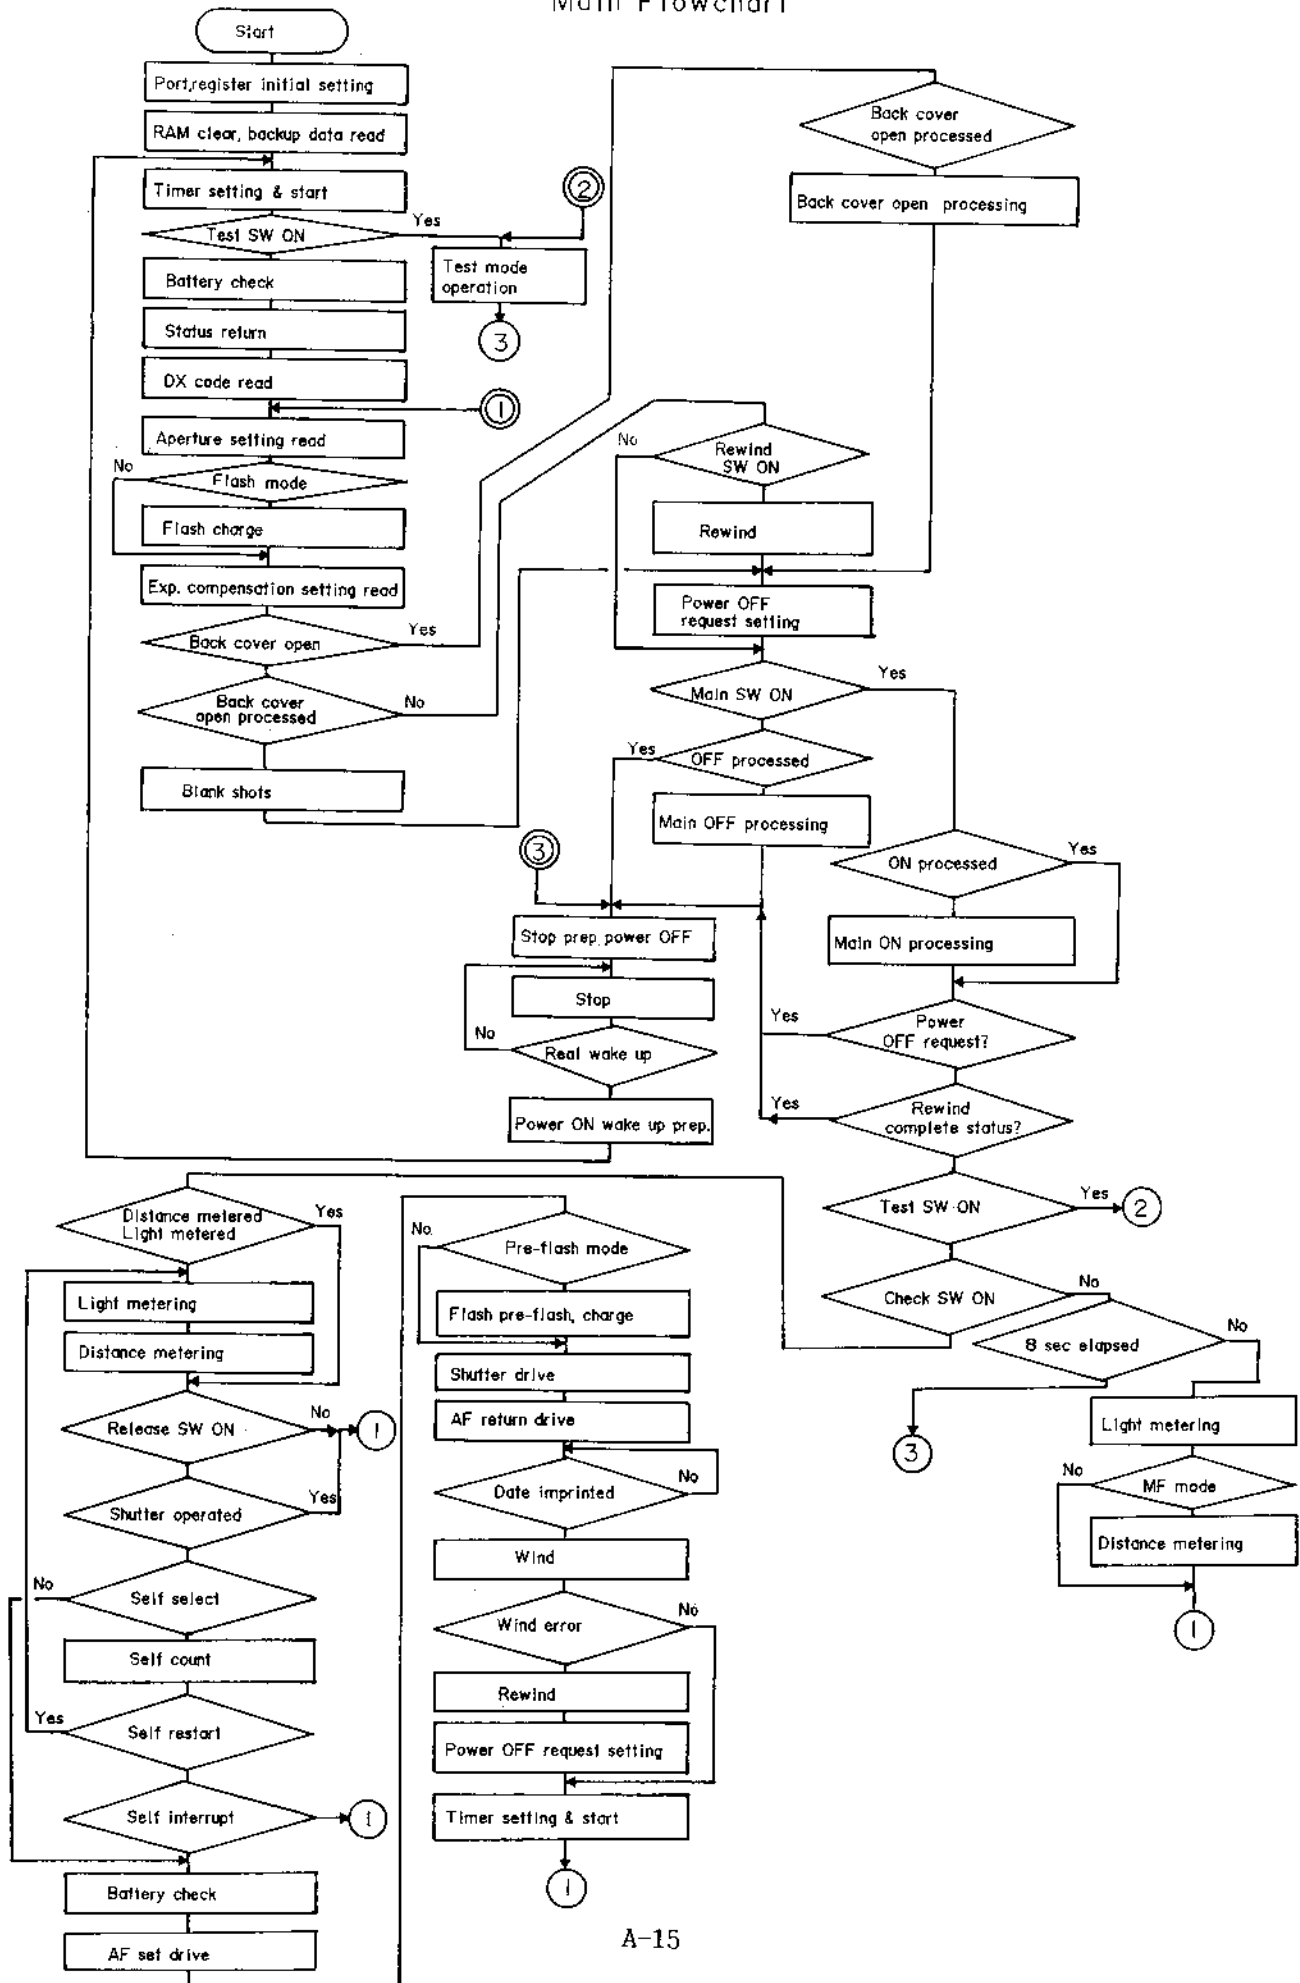 Main Flowchart
Start
Port,register initial setting
RAM clear, backup data read
Timer setting & start
Test SW ON
Yes
Battery check
Status return
DX code read
Aperture setting read
No
Flash mode
Flash charge
Exp. compensation setting read
Back cover open
Yes
Back cover
open processed
No
Blank shots
2
Test mode
operation
3
1
Back cover
open processed
Back cover open processing
No
Rewind
SW ON
Rewind
Power OFF
request setting
Main SW ON
Yes
Yes
OFF processed
Main OFF processing
3
Stop prep. power OFF
Stop
No
Real wake up
Power ON wake up prep.
ON processed
Yes
Main ON processing
Yes
Power
OFF request?
Yes
Rewind
complete status?
Test SW ON
Yes
2
Check SW ON
No
8 sec elapsed
No
3
Light metering
No
MF mode
Distance metering
1
Distance metered
Light metered
Yes
Light metering
Distance metering
Release SW ON
No
1
Shutter operated
Yes
No
Self select
Self count
Yes
Self restart
Self interrupt
1
Battery check
AF set drive
No
Pre-flash mode
Flash pre-flash, charge
Shutter drive
AF return drive
Date imprinted
No
Wind
Wind error
No
Rewind
Power OFF request setting
Timer setting & start
1
A-15